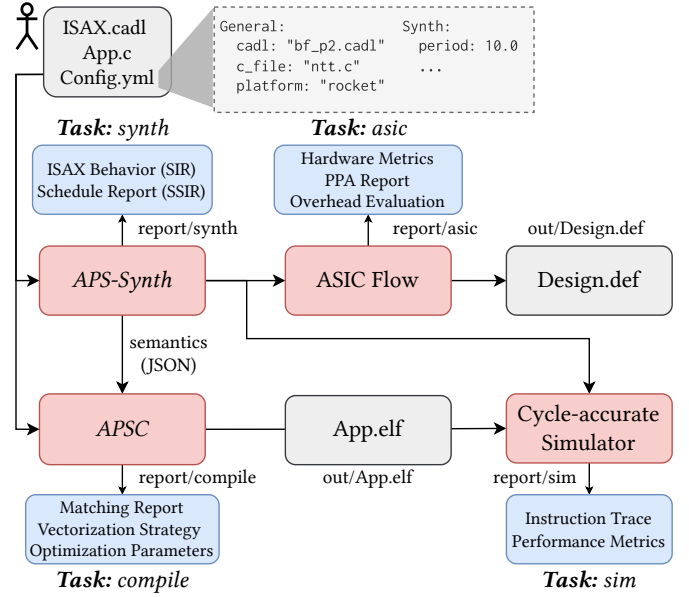 ISAX.cadl
App.c
Config.yml
General:
cadl: "bf_p2.cadl"
c_file: "ntt.c"
platform: "rocket"
Synth:
period: 10.0
...
Task: synth
Task: asic
ISAX Behavior (SIR)
Schedule Report (SSIR)
Hardware Metrics
PPA Report
Overhead Evaluation
report/synth
report/asic
out/Design.def
APS-Synth
ASIC Flow
Design.def
semantics
(JSON)
APSC
App.elf
Cycle-accurate
Simulator
report/compile
out/App.elf
report/sim
Matching Report
Vectorization Strategy
Optimization Parameters
Instruction Trace
Performance Metrics
Task: compile
Task: sim